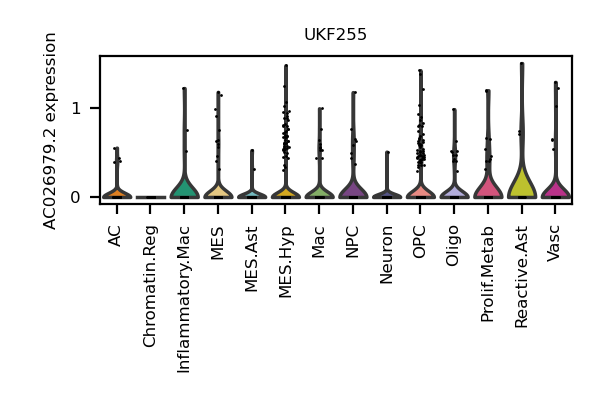 UKF255
AC026979.2 expression
1
0
AC
Chromatin.Reg
Inflammatory.Mac
MES
MES.Ast
MES.Hyp
Mac
NPC
Neuron
OPC
Oligo
Prolif.Metab
Reactive.Ast
Vasc